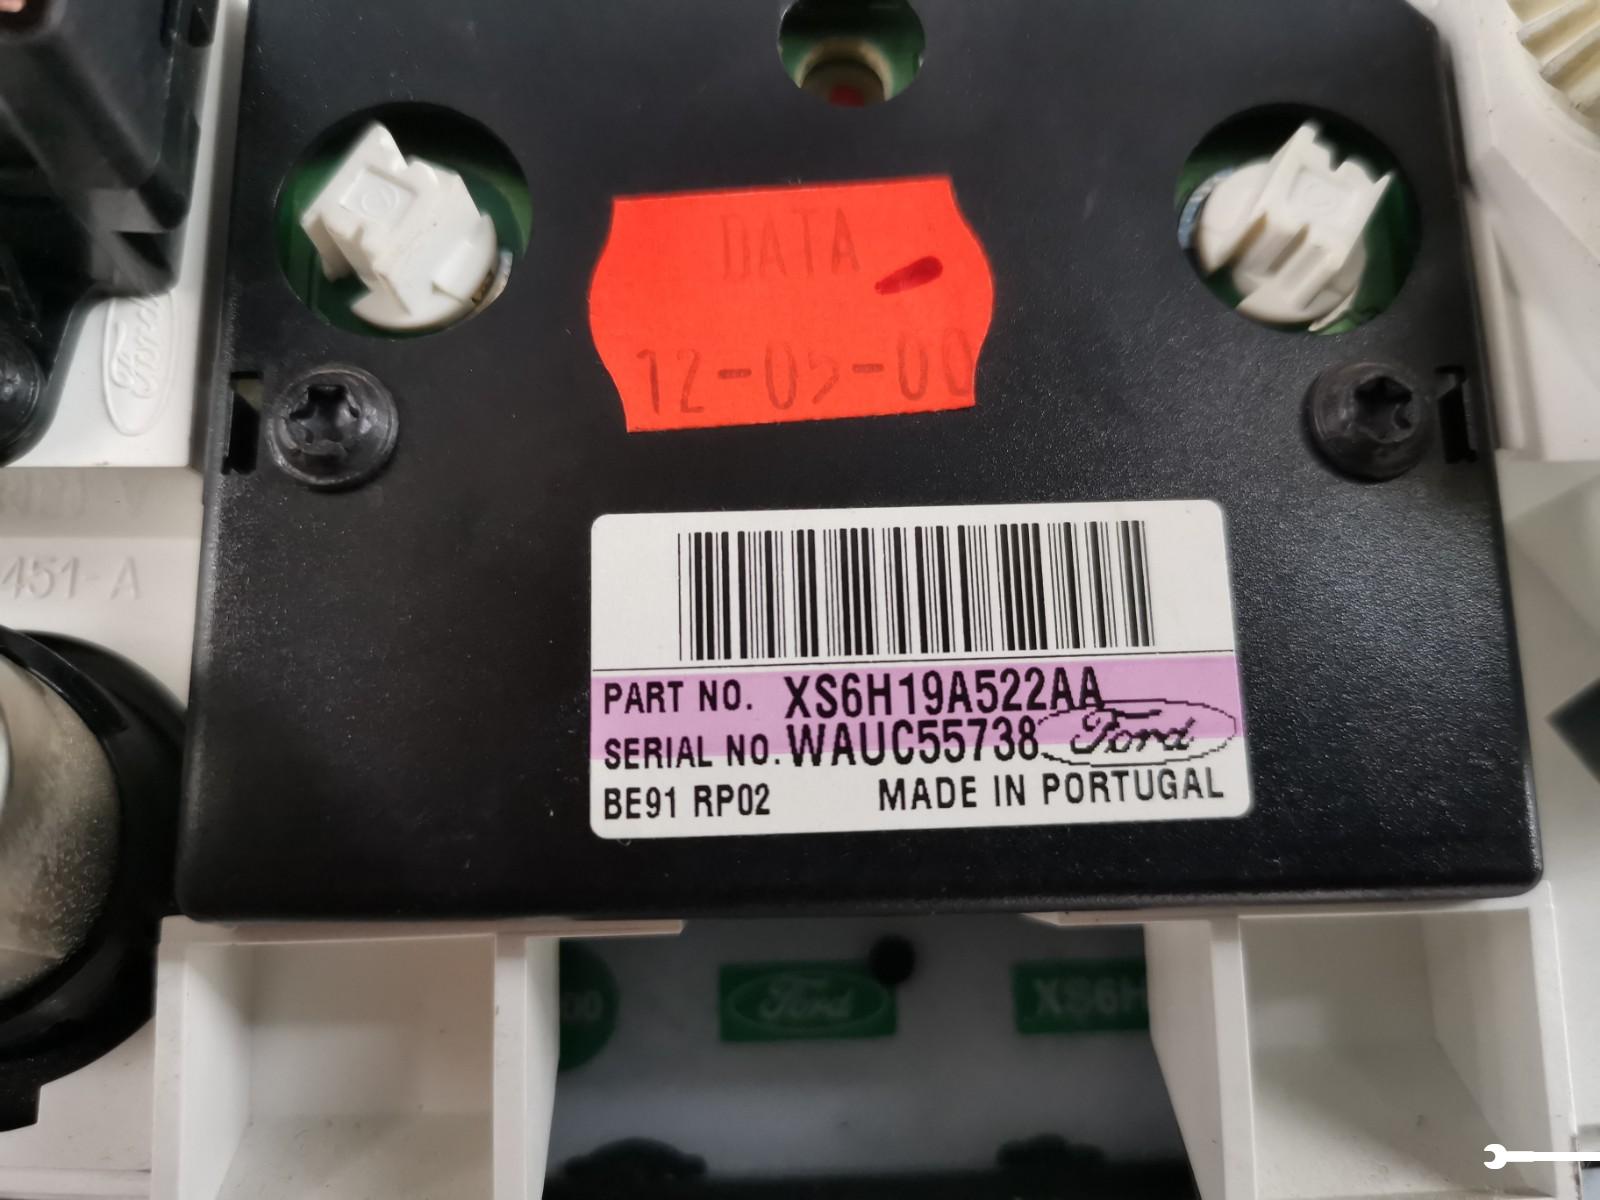 DATA
12-05-00
Ford
451-A
PART NO. XS6H19A522AA
SERIAL NO. WAUC55738 Ford
BE91 RP02 MADE IN PORTUGAL
Ford
XS6H